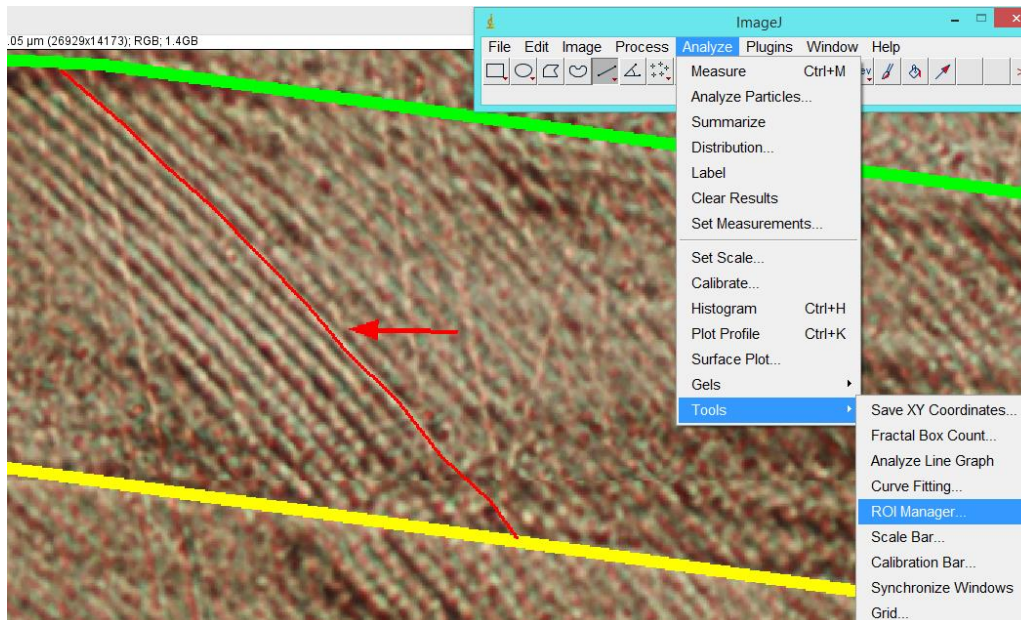 ImageJ
.05 µm (26929x14173); RGB; 1.4GB
File Edit Image Process Analyze Plugins Window Help
Measure Ctrl+M
Analyze Particles...
Summarize
Distribution...
Label
Clear Results
Set Measurements...
Set Scale...
Calibrate...
Histogram Ctrl+H
Plot Profile Ctrl+K
Surface Plot...
Gels
Tools
Save XY Coordinates...
Fractal Box Count...
Analyze Line Graph
Curve Fitting...
ROI Manager...
Scale Bar...
Calibration Bar...
Synchronize Windows
Grid...